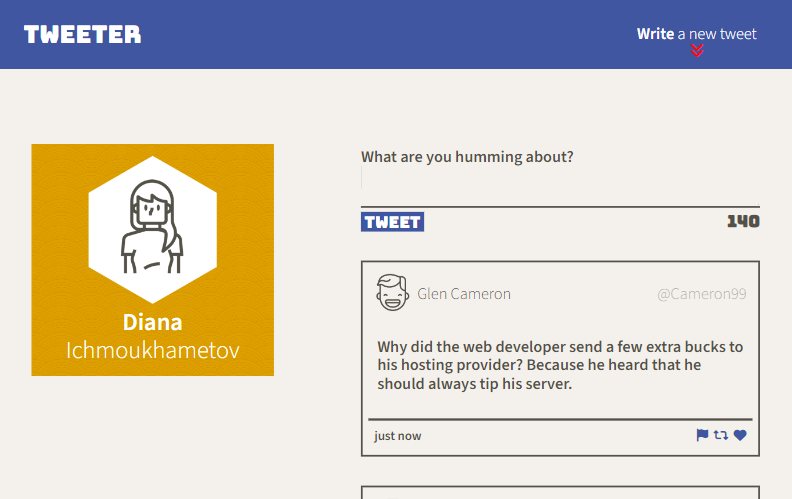 TWEETER
Write a new tweet
Diana
Ichmoukhametov
What are you humming about?
TWEET
140
Glen Cameron
@Cameron99
Why did the web developer send a few extra bucks to
his hosting provider? Because he heard that he
should always tip his server.
just now